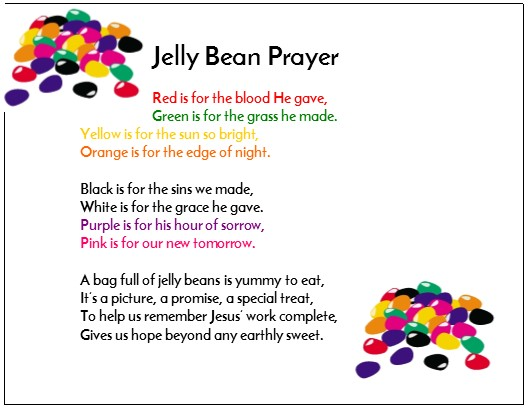 Jelly Bean Prayer
Red is for the blood He gave,
Green is for the grass he made.
Yellow is for the sun so bright,
Orange is for the edge of night.
Black is for the sins we made,
White is for the grace he gave.
Purple is for his hour of sorrow,
Pink is for our new tomorrow.
A bag full of jelly beans is yummy to eat,
It's a picture, a promise, a special treat,
To help us remember Jesus' work complete,
Gives us hope beyond any earthly sweet.